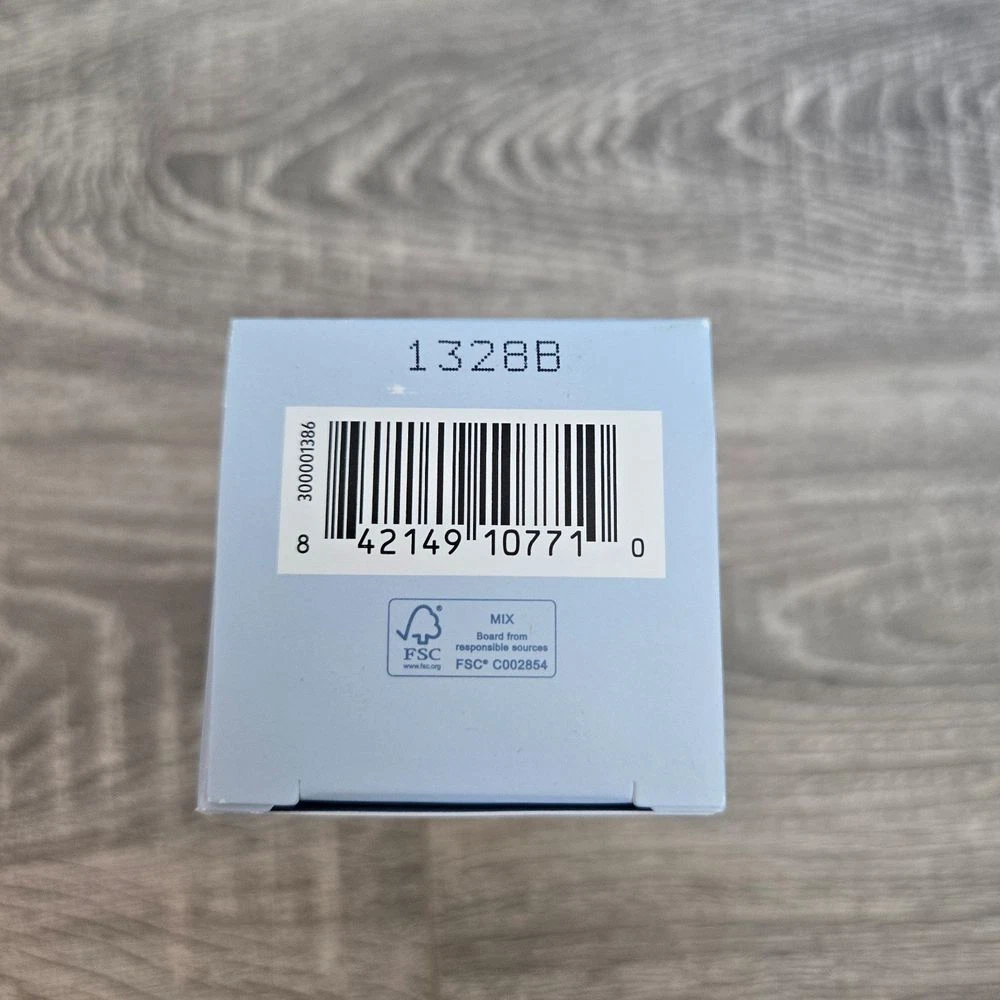 1328B
300001386
8 42149 10771 0
MIX
Board from
responsible sources
FSC® C002854
FSC
www.fsc.org